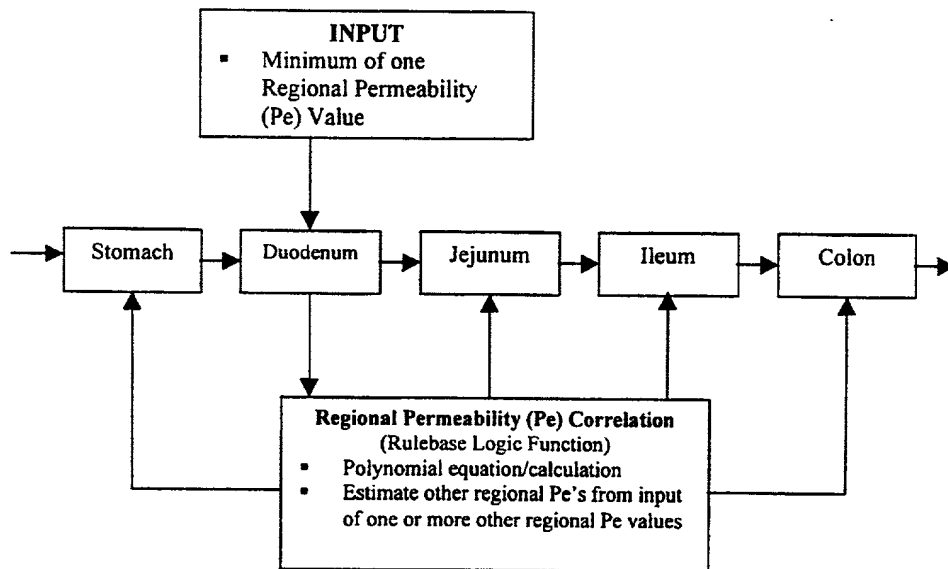 INPUT
▪ Minimum of one
Regional Permeability
(Pe) Value
Stomach
Duodenum
Jejunum
Ileum
Colon
Regional Permeability (Pe) Correlation
(Rulebase Logic Function)
▪ Polynomial equation/calculation
▪ Estimate other regional Pe's from input
of one or more other regional Pe values